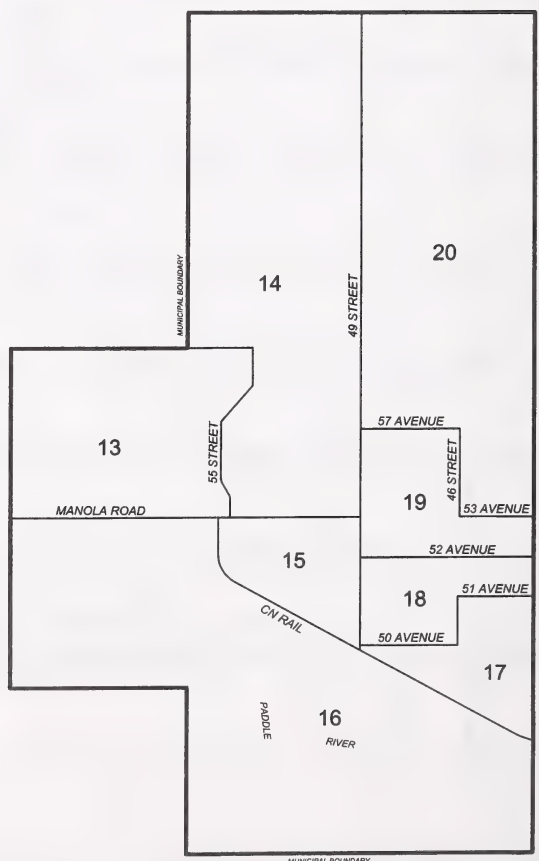 20
14
MUNICIPAL BOUNDARY
49 STREET
57 AVENUE
13
55 STREET
46 STREET
19
MANOLA ROAD
53 AVENUE
52 AVENUE
15
51 AVENUE
18
CN RAIL
50 AVENUE
17
PADDLE
16
RIVER
MUNICIPAL BOUNDARY